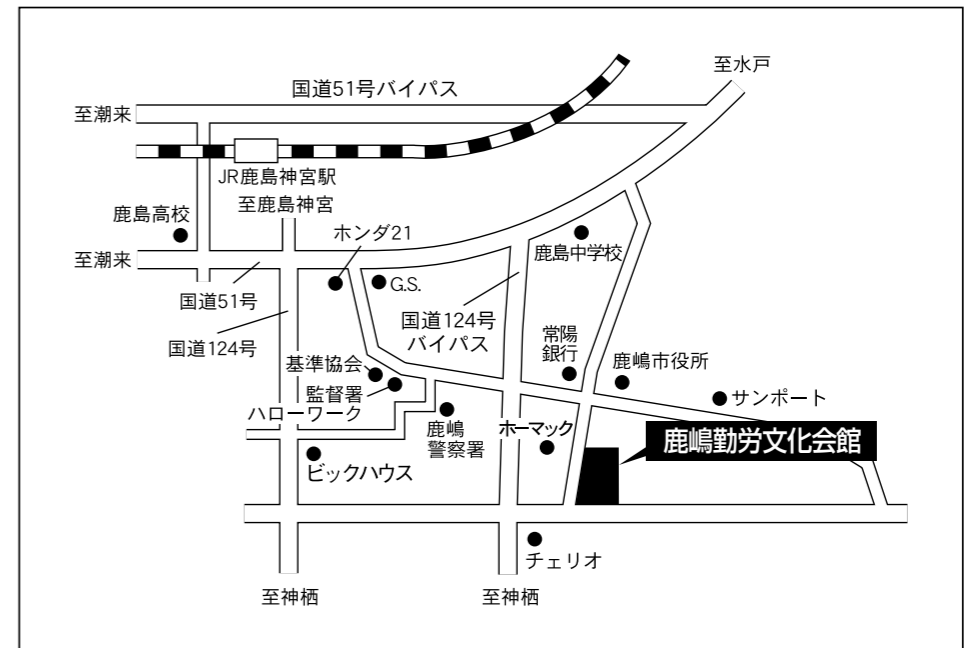 至水戸
国道51号バイパス
至潮来
JR鹿島神宮駅
至鹿島神宮
鹿島高校
ホンダ21
鹿島中学校
至潮来
G.S.
国道51号
国道124号
バイパス
常陽
銀行
国道124号
基準協会
監督署
ハローワーク
鹿嶋市役所
サンポート
鹿嶋
警察署
ホーマック
鹿嶋勤労文化会館
ビックハウス
チェリオ
至神栖
至神栖